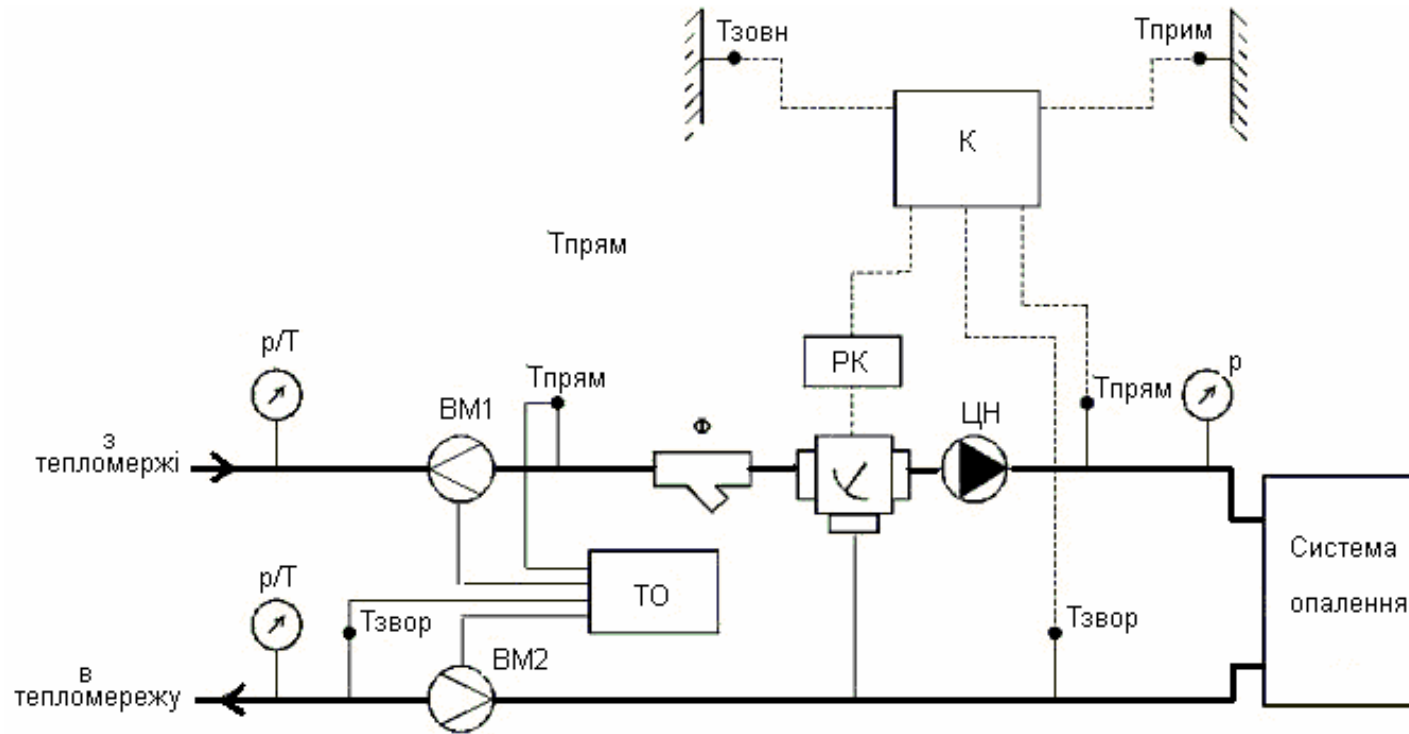 Тзовн
Тприм
К
Тпрям
р/Т
РК
р
Тпрям
Тпрям
ВМ1
Ф
ЦН
з
тепломержі
Система
опалення
р/Т
ТО
Тзвор
Тзвор
ВМ2
в
тепломережу